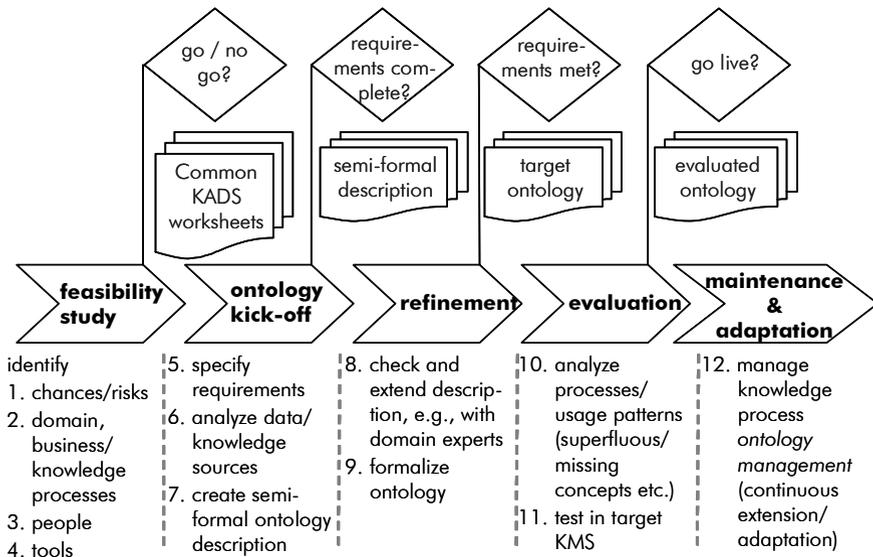 go / no
go?
require-
ments com-
plete?
require-
ments met?
go live?
Common
KADS
worksheets
semi-formal
description
target
ontology
evaluated
ontology
feasibility
study
ontology
kick-off
refinement
evaluation
maintenance
&
adaptation
identify
1. chances/risks
2. domain,
business/
knowledge
processes
3. people
4. tools
5. specify
requirements
6. analyze data/
knowledge
sources
7. create semi-
formal ontology
description
8. check and
extend descrip-
tion, e.g., with
domain experts
9. formalize
ontology
10. analyze
processes/
usage patterns
(superfluous/
missing
concepts etc.)
11. test in target
KMS
12. manage
knowledge
process
ontology
management
(continuous
extension/
adaptation)